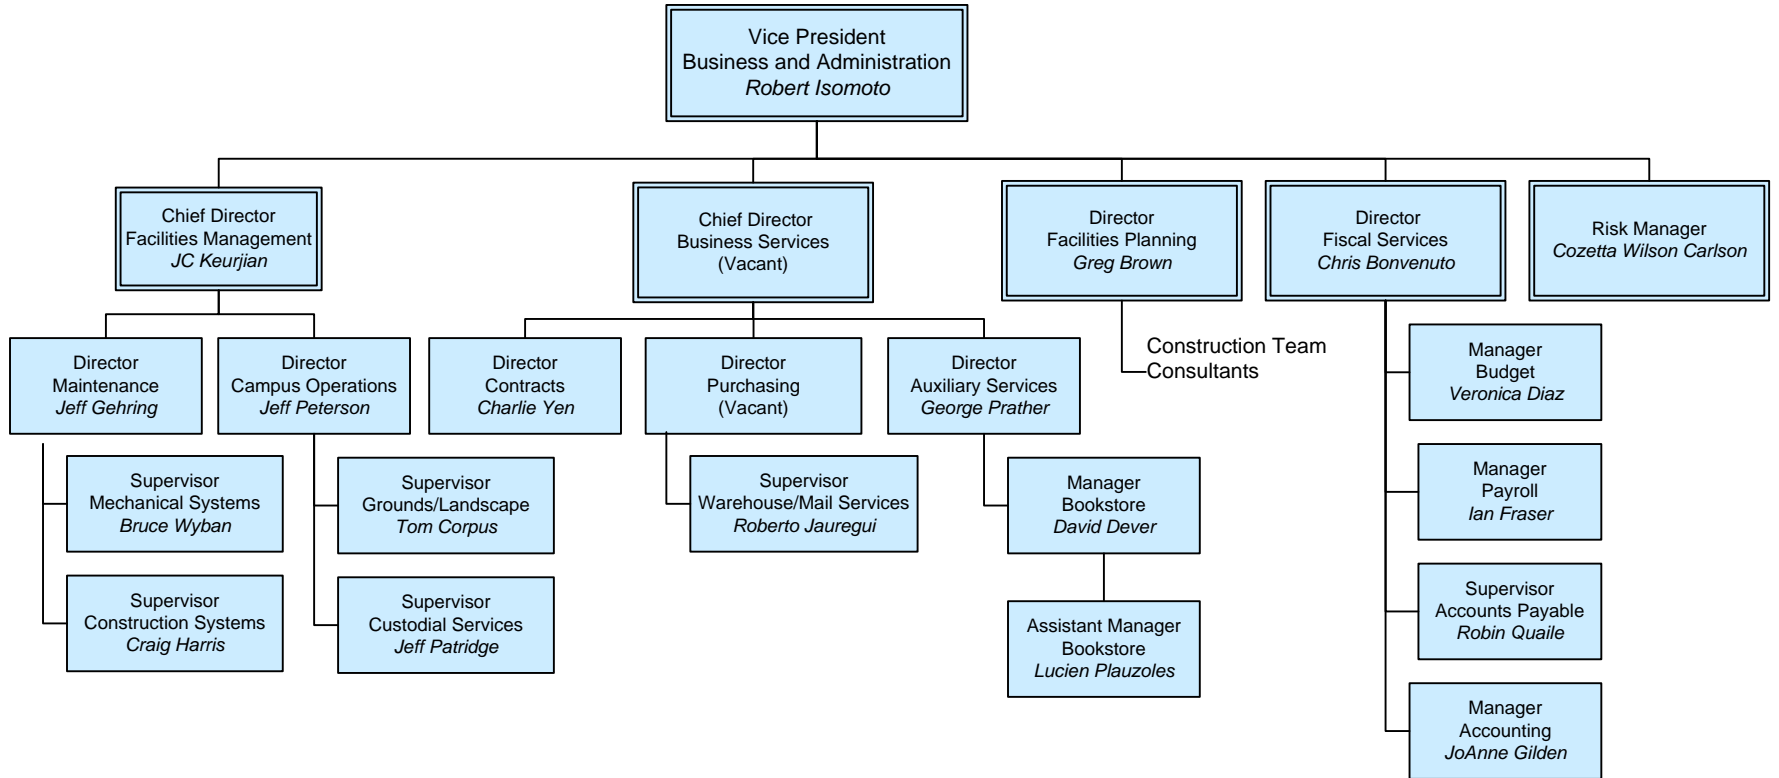 Vice President
Business and Administration
Robert Isomoto
Chief Director
Facilities Management
JC Keurjian
Chief Director
Business Services
(Vacant)
Director
Facilities Planning
Greg Brown
Director
Fiscal Services
Chris Bonvenuto
Risk Manager
Cozetta Wilson Carlson
Director
Maintenance
Jeff Gehring
Director
Campus Operations
Jeff Peterson
Director
Contracts
Charlie Yen
Director
Purchasing
(Vacant)
Director
Auxiliary Services
George Prather
Construction Team
Consultants
Manager
Budget
Veronica Diaz
Supervisor
Mechanical Systems
Bruce Wyban
Supervisor
Grounds/Landscape
Tom Corpus
Supervisor
Warehouse/Mail Services
Roberto Jauregui
Manager
Bookstore
David Dever
Manager
Payroll
Ian Fraser
Supervisor
Construction Systems
Craig Harris
Supervisor
Custodial Services
Jeff Patridge
Assistant Manager
Bookstore
Lucien Plauzoles
Supervisor
Accounts Payable
Robin Quaile
Manager
Accounting
JoAnne Gilden